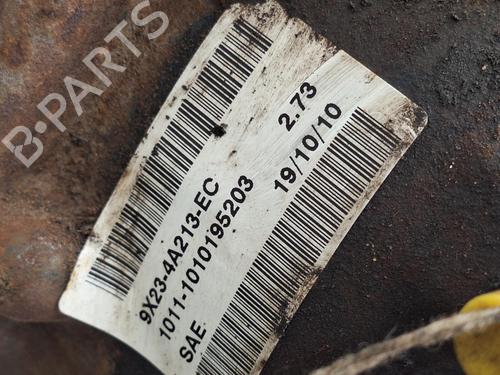 B-PARTS
9X23-4A213-EC
2.73
1011-1010195203
19/10/10
SAE